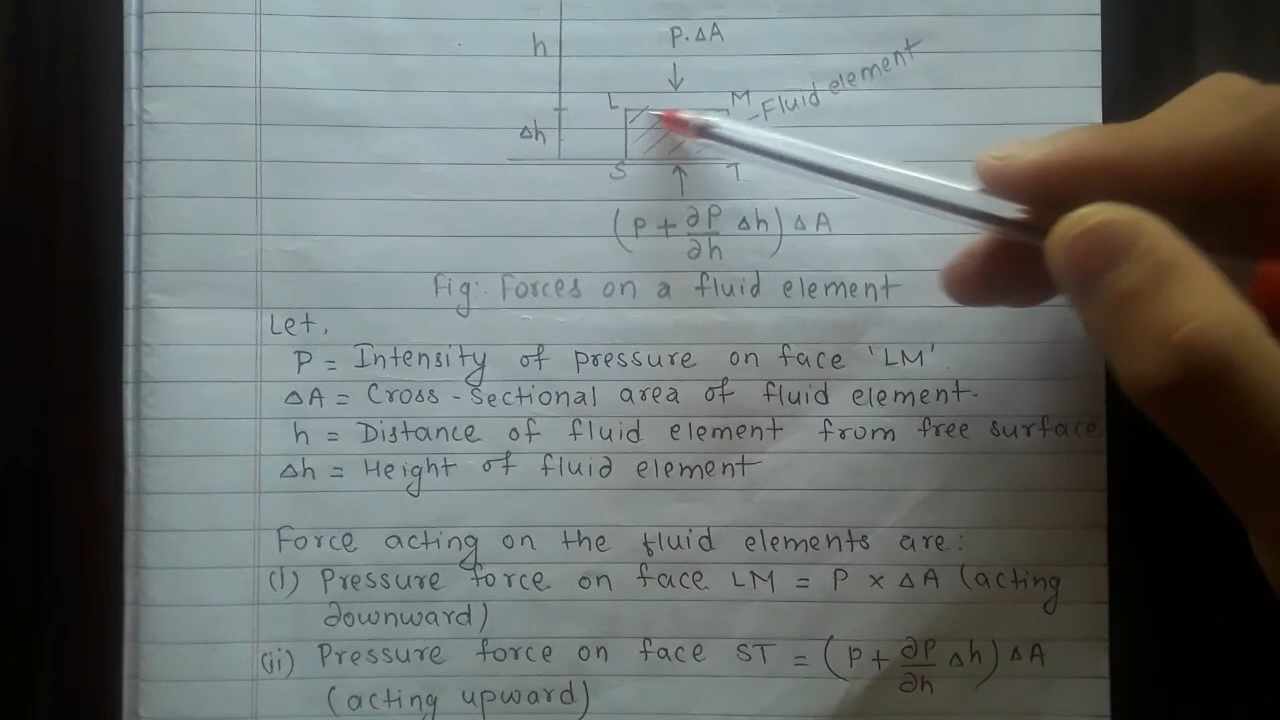 h
P.ΔA
L
M
Fluid element
Δh
S
T
(P + ∂P/∂h Δh) ΔA
Fig:. Forces on a fluid element
Let,
P = Intensity of pressure on face 'LM'.
ΔA = Cross-Sectional area of fluid element.
h = Distance of fluid element from free surface
Δh = Height of fluid element
Force acting on the fluid elements are:
(i) Pressure force on face LM = P × ΔA (acting
downward)
(ii) Pressure force on face ST = (P + ∂P/∂h Δh) ΔA
(acting upward)